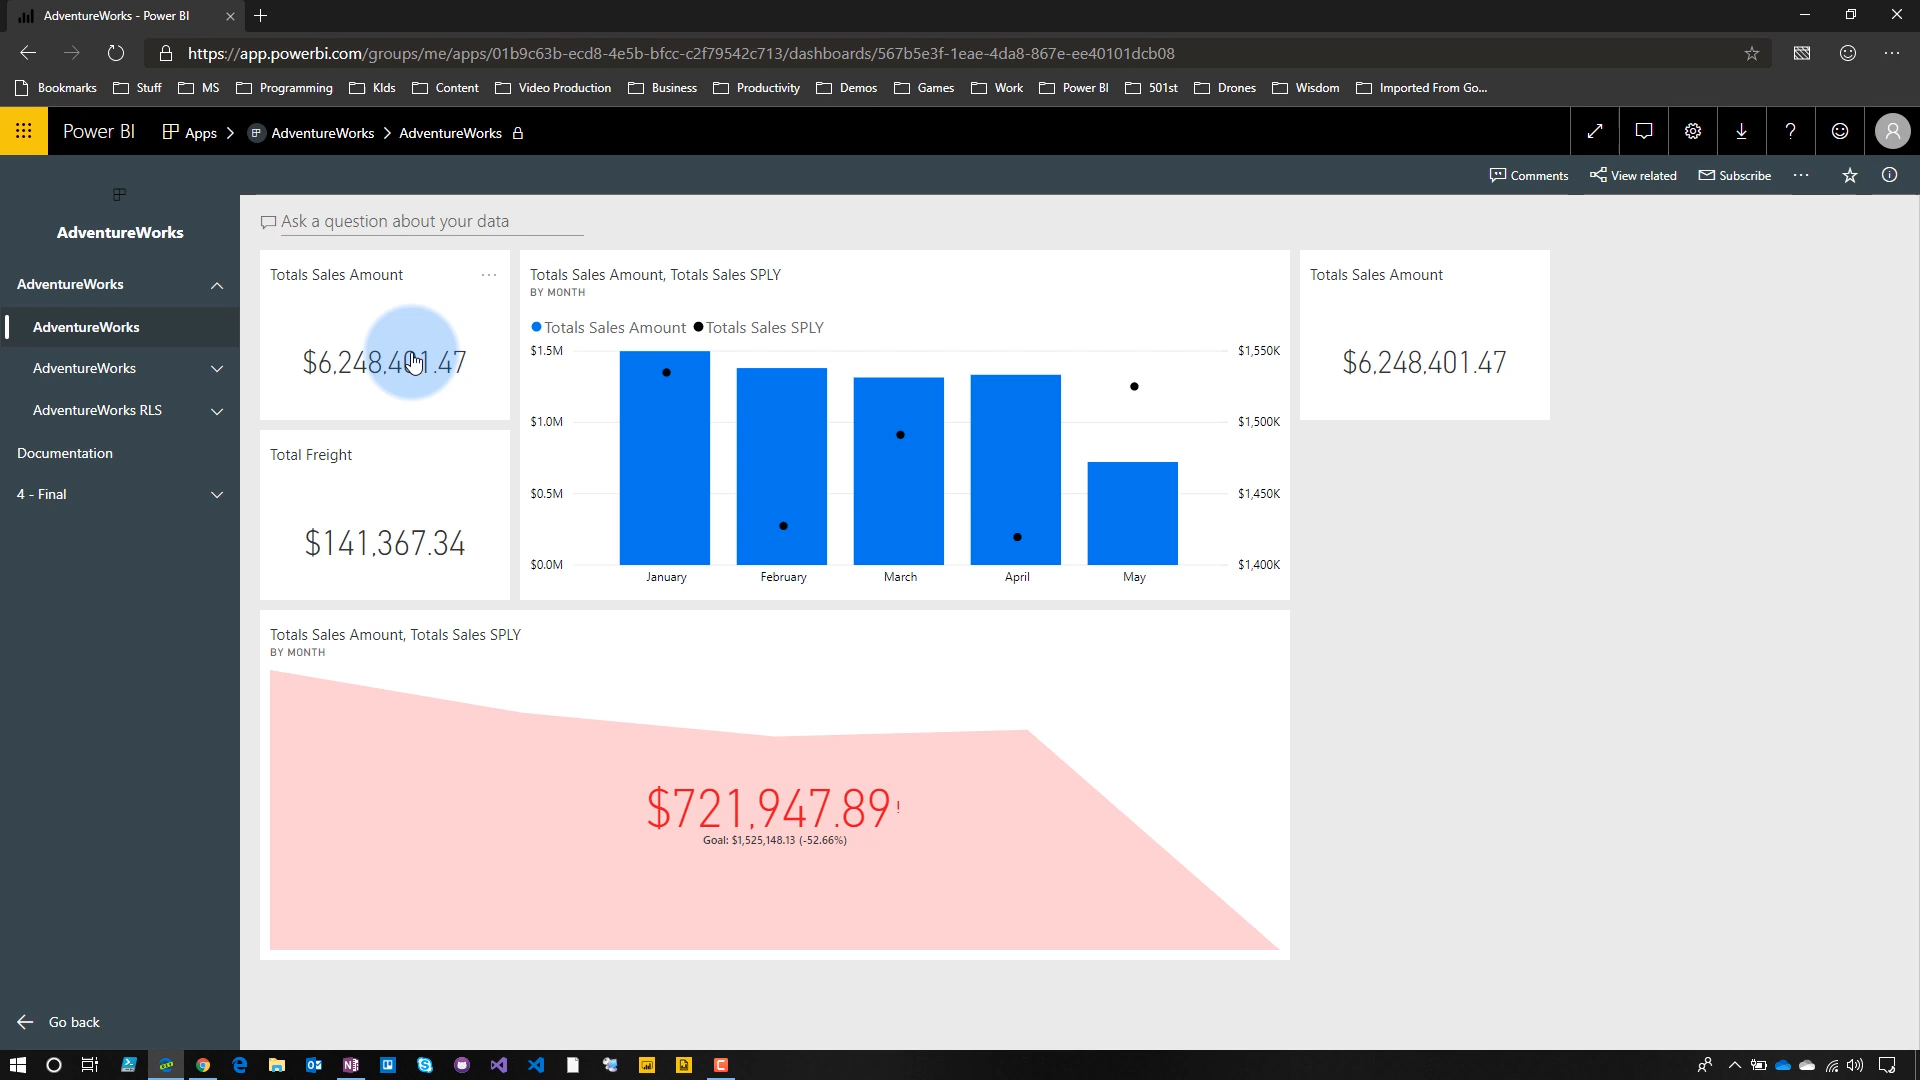 AdventureWorks - Power BI
https://app.powerbi.com/groups/me/apps/01b9c63b-ecd8-4e5b-bfcc-c2f79542c713/dashboards/567b5e3f-1eae-4da8-867e-ee40101dcb08
Bookmarks Stuff MS Programming KIds Content Video Production Business Productivity Demos Games Work Power BI 501st Drones Wisdom Imported From Go...
Power BI Apps AdventureWorks AdventureWorks
Comments View related Subscribe
AdventureWorks
AdventureWorks
AdventureWorks
AdventureWorks
AdventureWorks RLS
Documentation
4 - Final
Go back
Ask a question about your data
Totals Sales Amount
$6,248,401.47
Total Freight
$141,367.34
Totals Sales Amount, Totals Sales SPLY
BY MONTH
Totals Sales Amount Totals Sales SPLY
$1.5M $1,550K
$1.0M $1,500K
$0.5M $1,450K
$0.0M $1,400K
January February March April May
Totals Sales Amount
$6,248,401.47
Totals Sales Amount, Totals Sales SPLY
BY MONTH
$721,947.89 !
Goal: $1,525,148.13 (-52.66%)